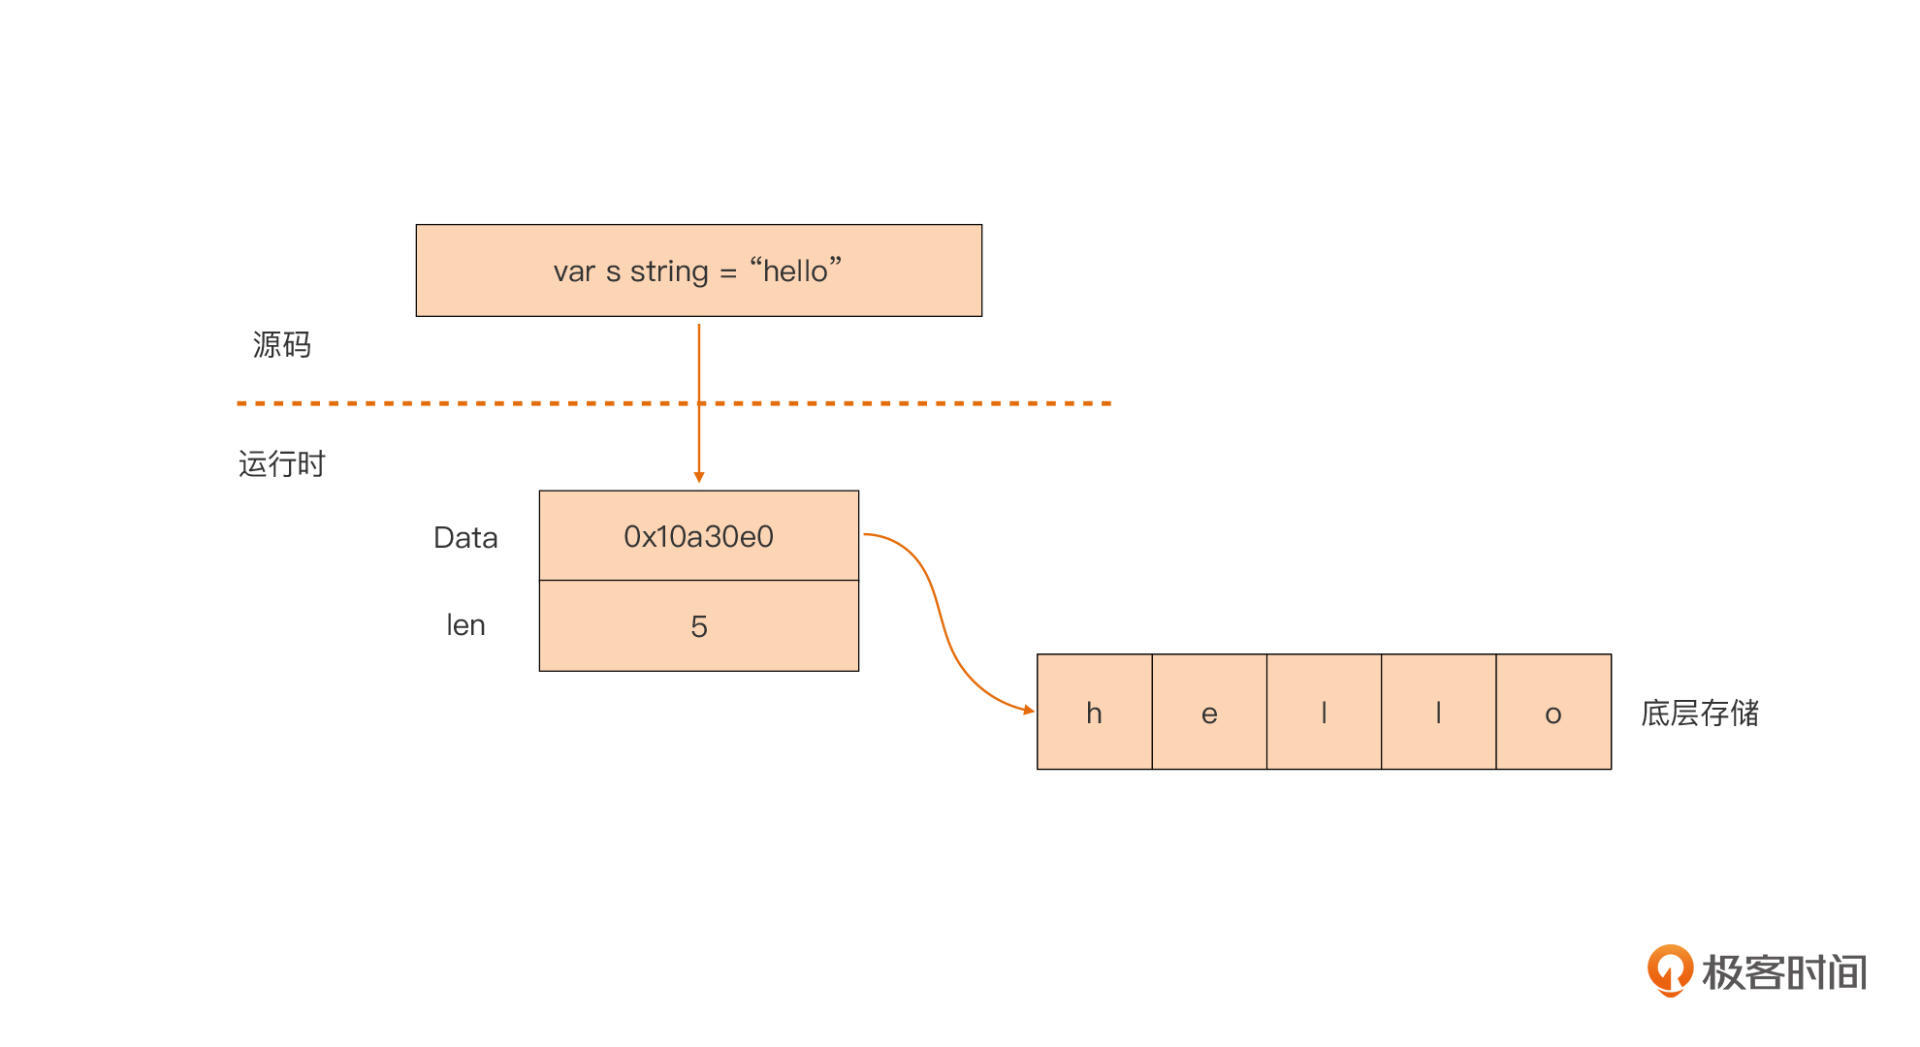 var s string = “hello”
源码
运行时
Data
0x10a30e0
len
5
h e l l o
底层存储
极客时间